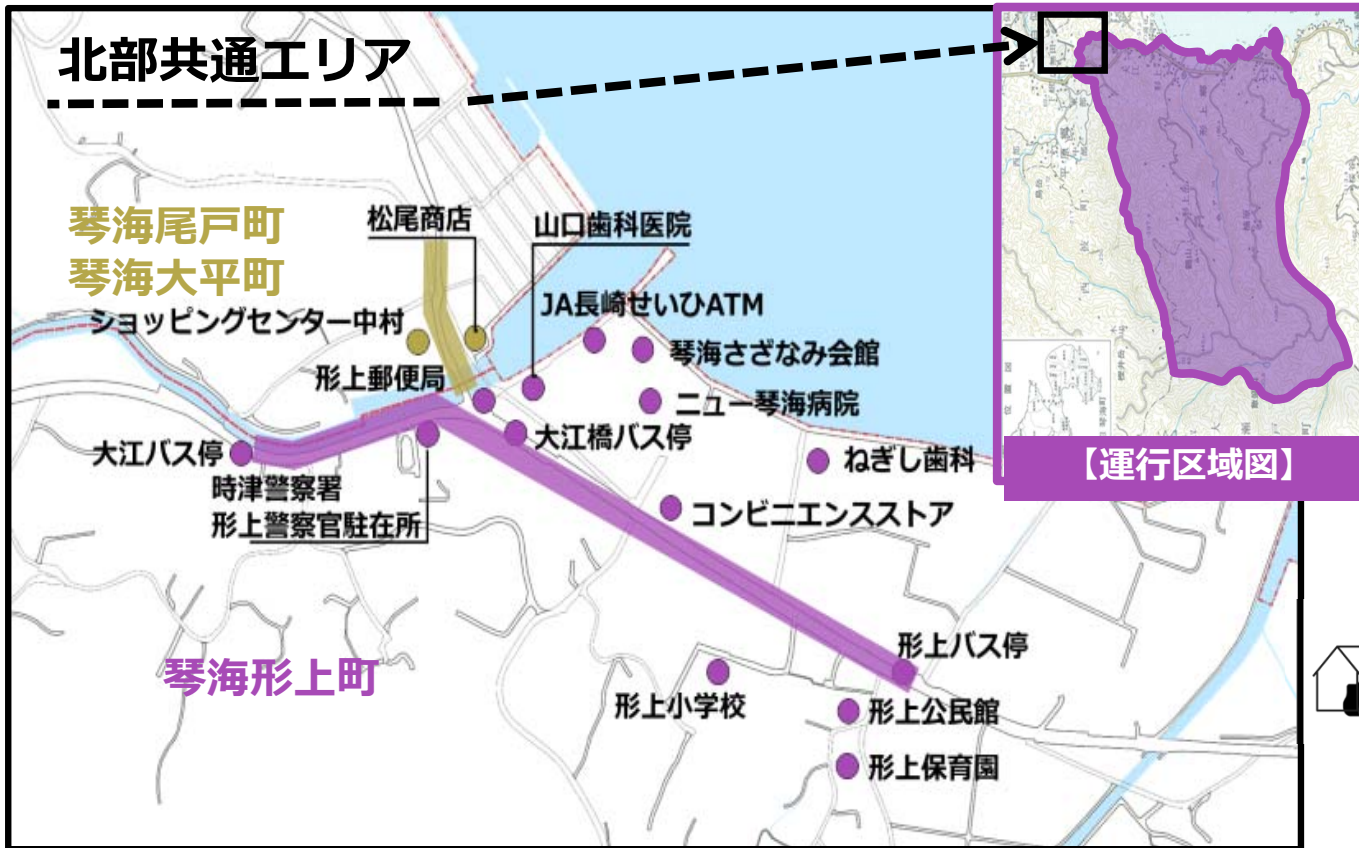 北部共通エリア
琴海尾戸町
琴海大平町
松尾商店
山口歯科医院
ショッピングセンター中村
JA長崎せいひATM
琴海さざなみ会館
形上郵便局
ニュー琴海病院
大江バス停
大江橋バス停
ねぎし歯科
時津警察署
形上警察官駐在所
コンビニエンスストア
琴海形上町
形上バス停
形上小学校
形上公民館
形上保育園
【運行区域図】